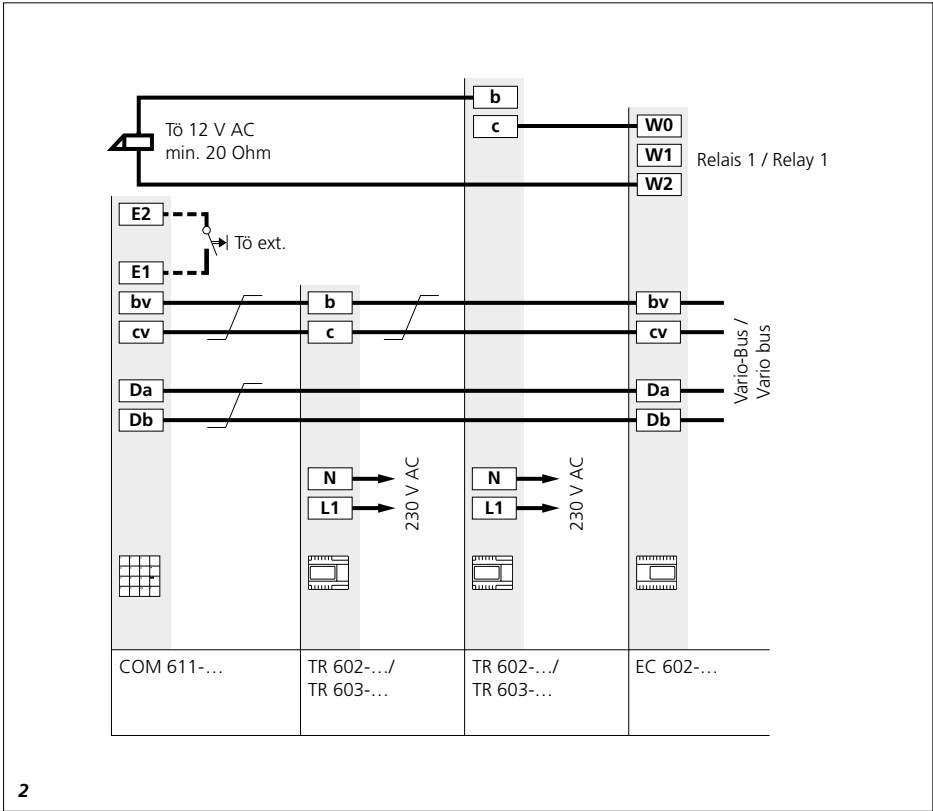 b
c
Tö 12 V AC
min. 20 Ohm
W0
W1
W2
Relais 1 / Relay 1
E2
E1
Tö ext.
bv
cv
b
c
bv
cv
Vario-Bus /
Vario bus
Da
Db
Da
Db
N
L1
230 V AC
N
L1
230 V AC
COM 611-…
TR 602-…/
TR 603-…
TR 602-…/
TR 603-…
EC 602-…
2